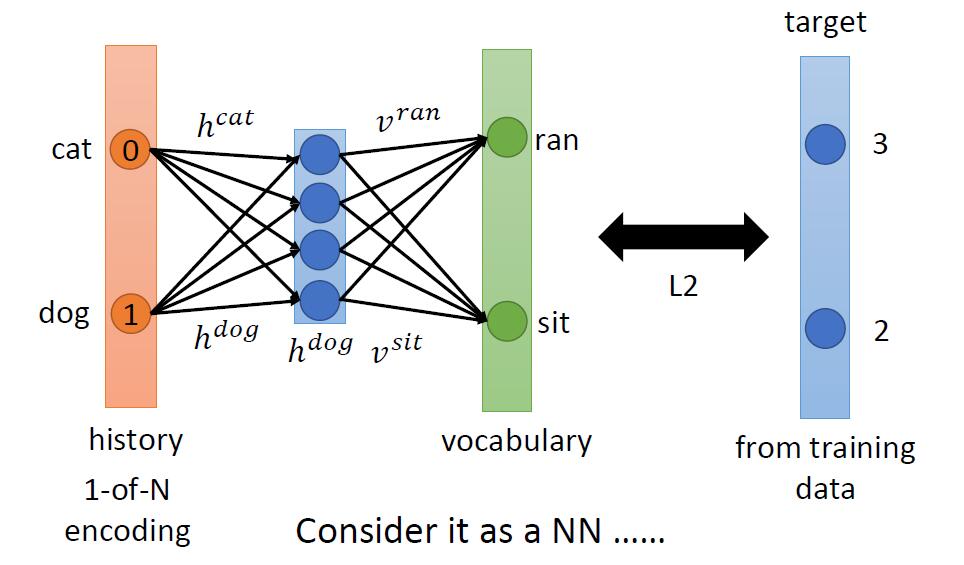 target
h^{cat}
v^{ran}
cat
0
ran
3
L2
dog
1
sit
2
h^{dog}
h^{dog}
v^{sit}
history
vocabulary
from training
data
1-of-N
encoding
Consider it as a NN ......